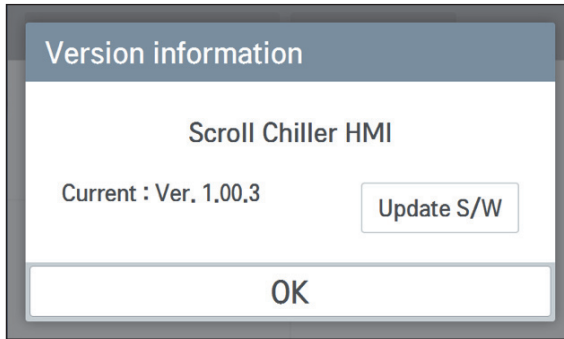 Version information
Scroll Chiller HMI
Current : Ver. 1.00.3
Update S/W
OK